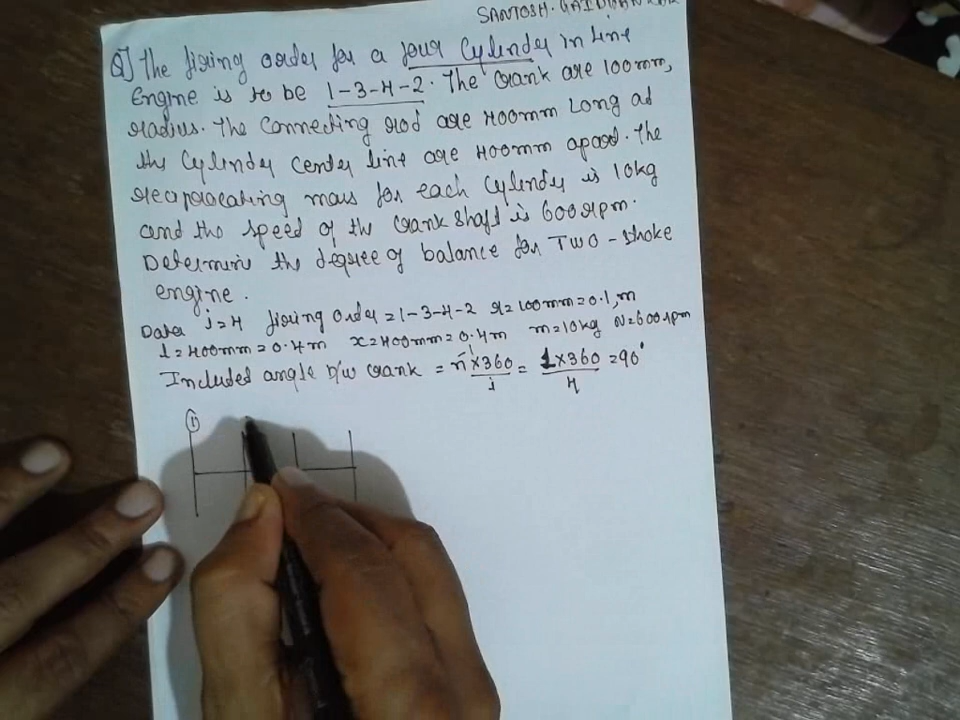 SANTOSH.
Q] The firing order for a four Cylinder in line
Engine is to be 1-3-4-2. The Crank are 100mm,
radius. The Connecting rod are 400mm Long ad
the Cylinder Center line are 400mm apart. The
recaprocating mass for each Cylinder is 10kg
and the speed of the Crank shaft is 600rpm.
Determine the degree of balance for TWO-stroke
engine.
Data i=4 firing order=1-3-4-2 r=100mm=0.1,m
l=400mm=0.4m x=400mm=0.4m m=10kg N=600rpm
Included angle b/w Crank = n'×360/i = 1×360/4 =90°
1